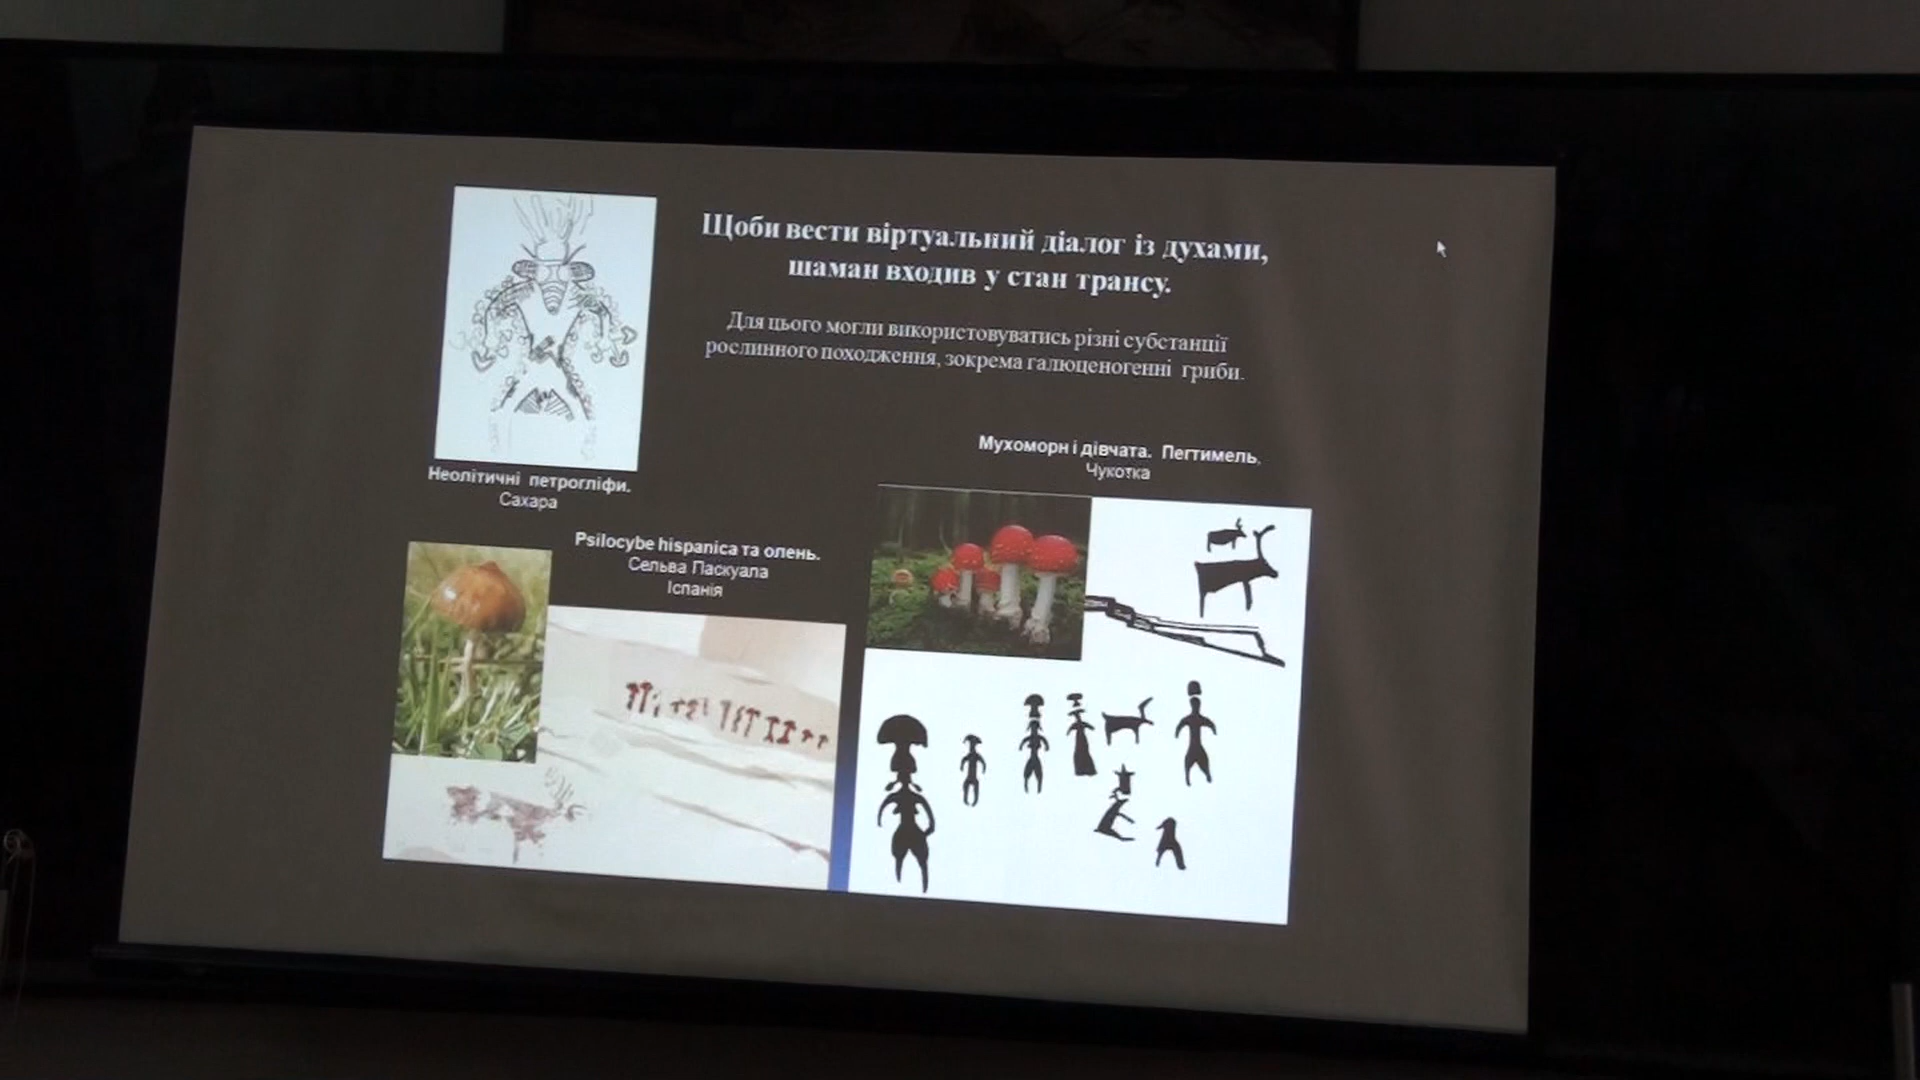 Щоби вести віртуальний діалог із духами,
шаман входив у стан трансу.
Для цього могли використовуватись різні субстанції
рослинного походження, зокрема галюценогенні гриби.
Неолітичні петрогліфи.
Сахара
Psilocybe hispanica та олень.
Сельва Паскуала
Іспанія
Мухомори і дівчата. Пегтимель.
Чукотка